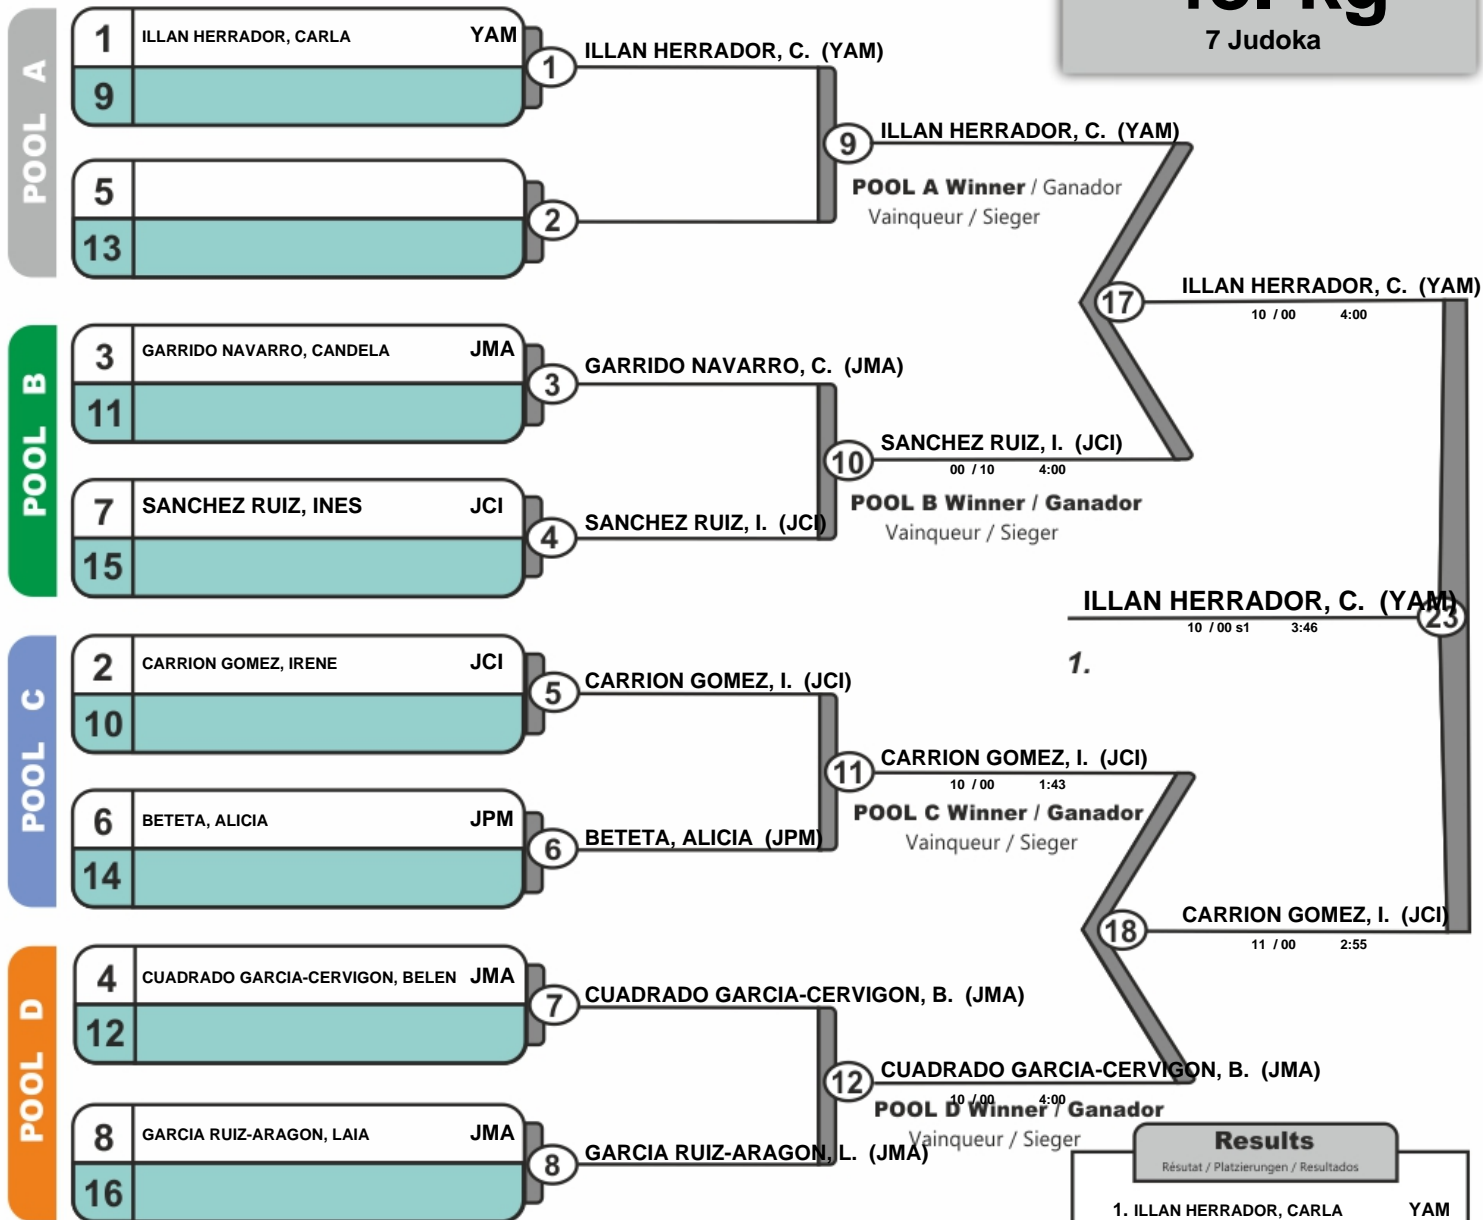 7 Judoka
POOL A
1 ILLAN HERRADOR, CARLA YAM
9
5
13
1 ILLAN HERRADOR, C. (YAM)
2
9 ILLAN HERRADOR, C. (YAM)
POOL A Winner / Ganador
Vainqueur / Sieger
POOL B
3 GARRIDO NAVARRO, CANDELA JMA
11
7 SANCHEZ RUIZ, INES JCI
15
3 GARRIDO NAVARRO, C. (JMA)
4 SANCHEZ RUIZ, I. (JCI)
10 SANCHEZ RUIZ, I. (JCI)
00 / 10 4:00
POOL B Winner / Ganador
Vainqueur / Sieger
17 ILLAN HERRADOR, C. (YAM)
10 / 00 4:00
ILLAN HERRADOR, C. (YAM) 23
10 / 00 s1 3:46
1.
POOL C
2 CARRION GOMEZ, IRENE JCI
10
6 BETETA, ALICIA JPM
14
5 CARRION GOMEZ, I. (JCI)
6 BETETA, ALICIA (JPM)
11 CARRION GOMEZ, I. (JCI)
10 / 00 1:43
POOL C Winner / Ganador
Vainqueur / Sieger
18 CARRION GOMEZ, I. (JCI)
11 / 00 2:55
POOL D
4 CUADRADO GARCIA-CERVIGON, BELEN JMA
12
8 GARCIA RUIZ-ARAGON, LAIA JMA
16
7 CUADRADO GARCIA-CERVIGON, B. (JMA)
8 GARCIA RUIZ-ARAGON, L. (JMA)
12 CUADRADO GARCIA-CERVIGON, B. (JMA)
10 / 00 4:00
POOL D Winner / Ganador
Vainqueur / Sieger
Results
Résutat / Platzierungen / Resultados
1. ILLAN HERRADOR, CARLA YAM